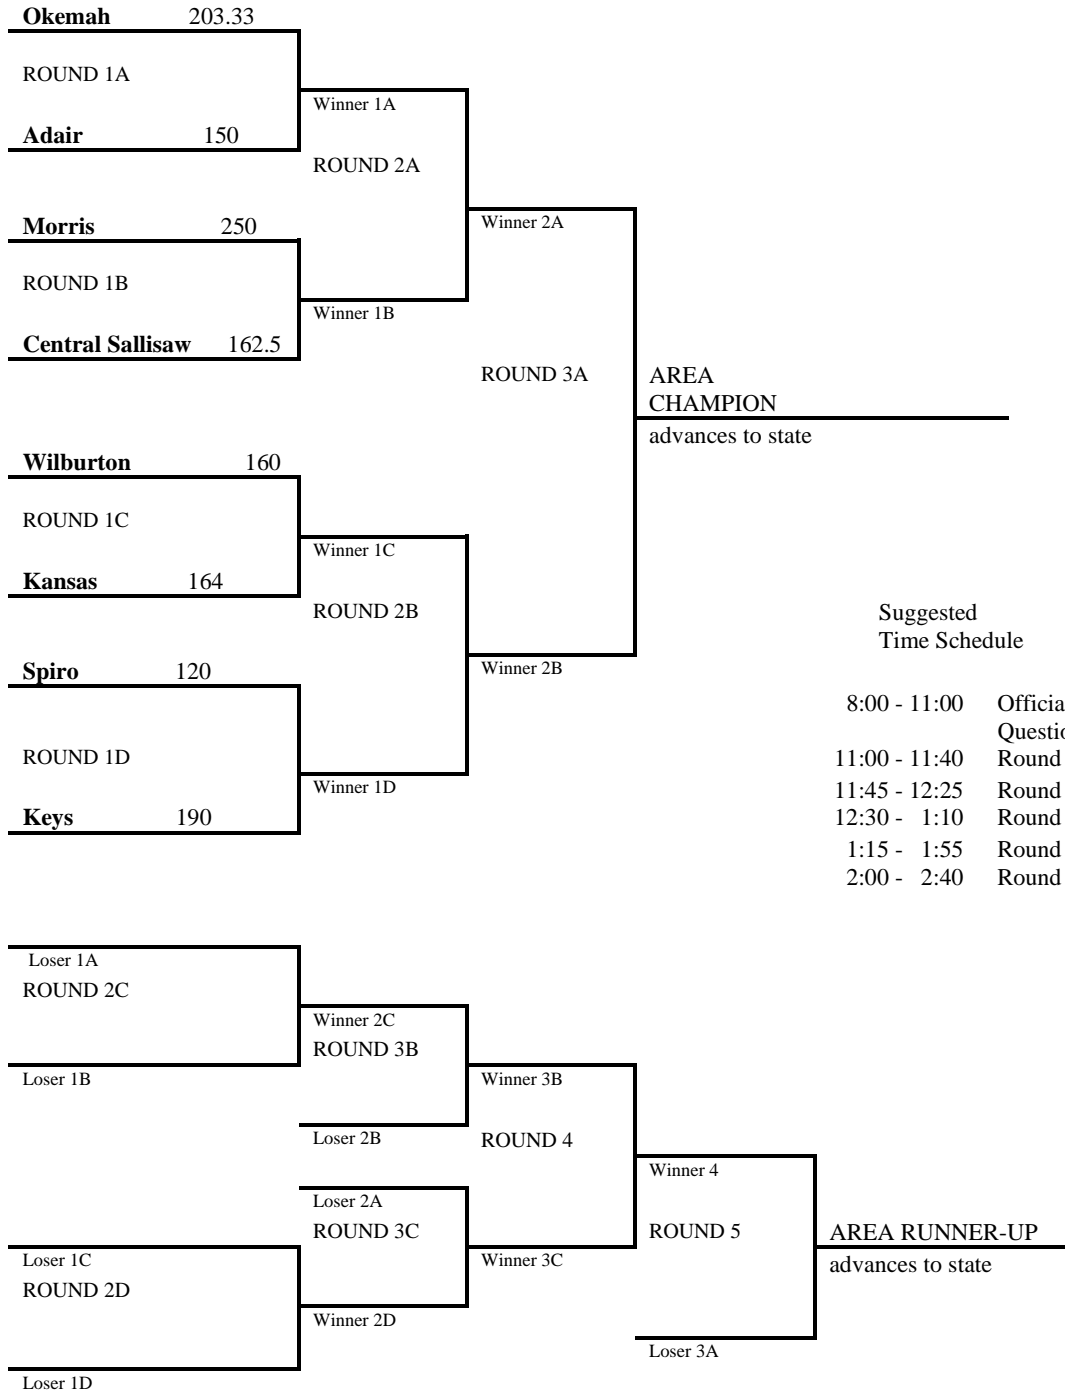 Okemah 203.33
ROUND 1A
Winner 1A
Adair 150
ROUND 2A
Morris 250
Winner 2A
ROUND 1B
Winner 1B
Central Sallisaw 162.5
ROUND 3A
AREA
CHAMPION
advances to state
Wilburton 160
ROUND 1C
Winner 1C
Kansas 164
ROUND 2B
Suggested
Time Schedule
Spiro 120
Winner 2B
8:00 - 11:00 Officia
Questio
ROUND 1D
11:00 - 11:40 Round
Winner 1D
11:45 - 12:25 Round
Keys 190
12:30 - 1:10 Round
1:15 - 1:55 Round
2:00 - 2:40 Round
Loser 1A
ROUND 2C
Winner 2C
ROUND 3B
Loser 1B
Winner 3B
Loser 2B
ROUND 4
Winner 4
Loser 2A
ROUND 3C
ROUND 5
AREA RUNNER-UP
advances to state
Loser 1C
Winner 3C
ROUND 2D
Winner 2D
Loser 3A
Loser 1D